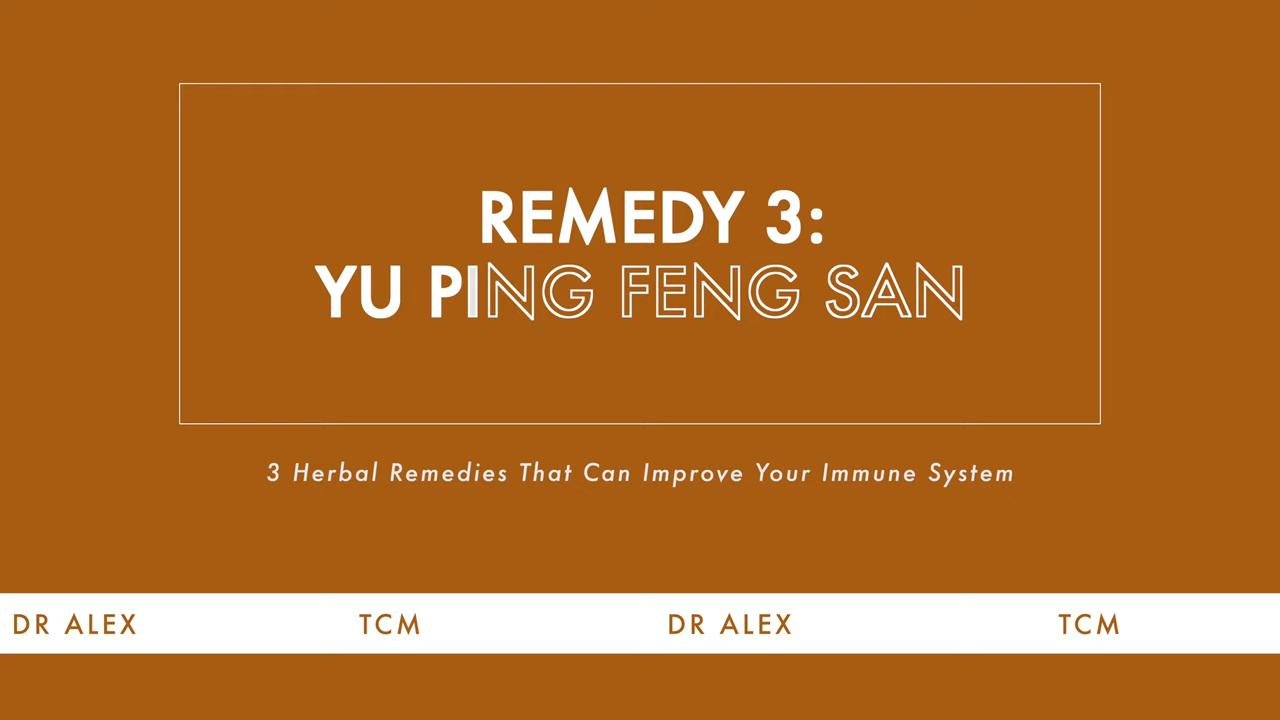 REMEDY 3:
YU PING FENG SAN
3 Herbal Remedies That Can Improve Your Immune System
DR ALEX TCM DR ALEX TCM